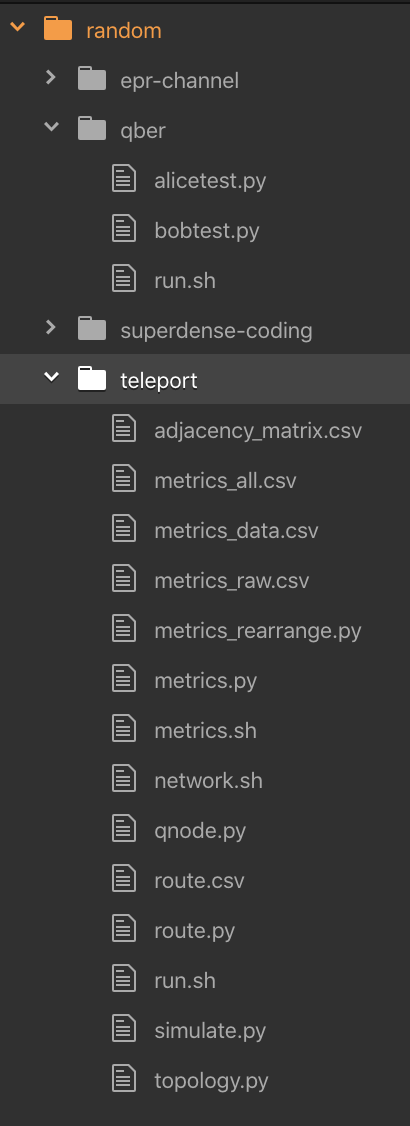 random
epr-channel
qber
alicetest.py
bobtest.py
run.sh
superdense-coding
teleport
adjacency_matrix.csv
metrics_all.csv
metrics_data.csv
metrics_raw.csv
metrics_rearrange.py
metrics.py
metrics.sh
network.sh
qnode.py
route.csv
route.py
run.sh
simulate.py
topology.py